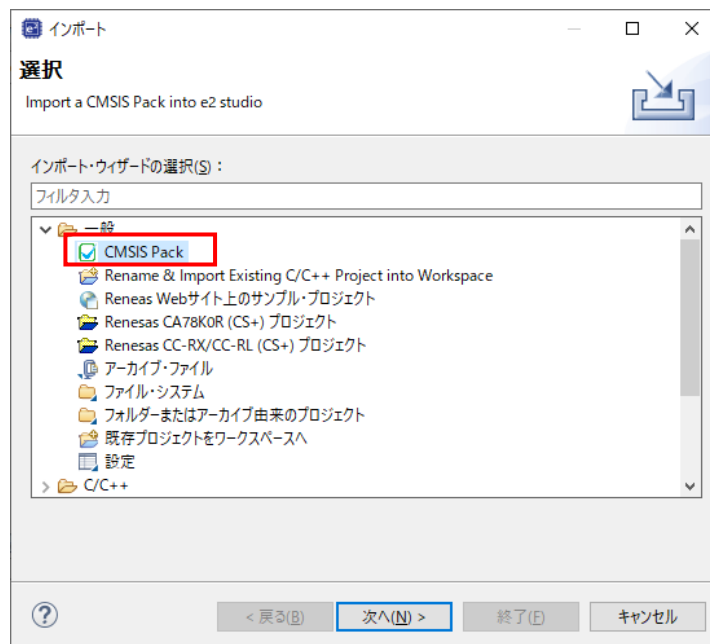 インポート
選択
Import a CMSIS Pack into e2 studio
インポート・ウィザードの選択(S)：
フィルタ入力
一般
CMSIS Pack
Rename & Import Existing C/C++ Project into Workspace
Reneas Webサイト上のサンプル・プロジェクト
Renesas CA78K0R (CS+) プロジェクト
Renesas CC-RX/CC-RL (CS+) プロジェクト
アーカイブ・ファイル
ファイル・システム
フォルダーまたはアーカイブ由来のプロジェクト
既存プロジェクトをワークスペースへ
設定
C/C++
< 戻る(B) 次へ(N) > 終了(F) キャンセル